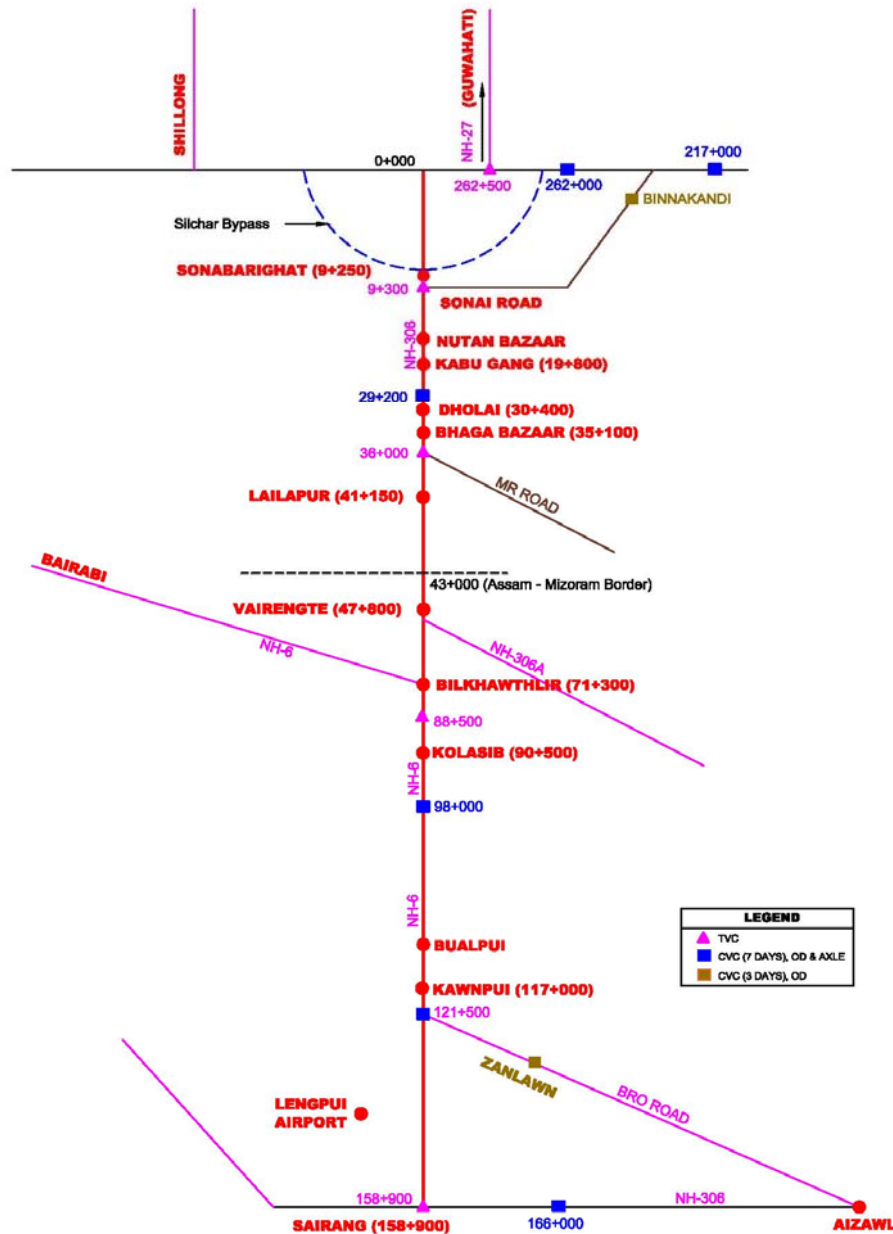 SHILLONG
NH-27
(GUWAHATI)
0+000
262+500
262+000
217+000
BINNAKANDI
Silchar Bypass
SONABARIGHAT (9+250)
9+300
SONAI ROAD
NH-306
NUTAN BAZAAR
KABU GANG (19+800)
29+200
DHOLAI (30+400)
BHAGA BAZAAR (35+100)
36+000
MR ROAD
LAILAPUR (41+150)
BAIRABI
43+000 (Assam - Mizoram Border)
VAIRENGTE (47+800)
NH-6
NH-306A
BILKHAWTHLIR (71+300)
88+500
KOLASIB (90+500)
NH-6
98+000
NH-6
BUALPUI
KAWNPUI (117+000)
121+500
ZANLAWN
BRO ROAD
LENGPUI
AIRPORT
158+900
NH-306
SAIRANG (158+900)
166+000
AIZAWL
LEGEND
TVC
CVC (7 DAYS), OD & AXLE
CVC (3 DAYS), OD